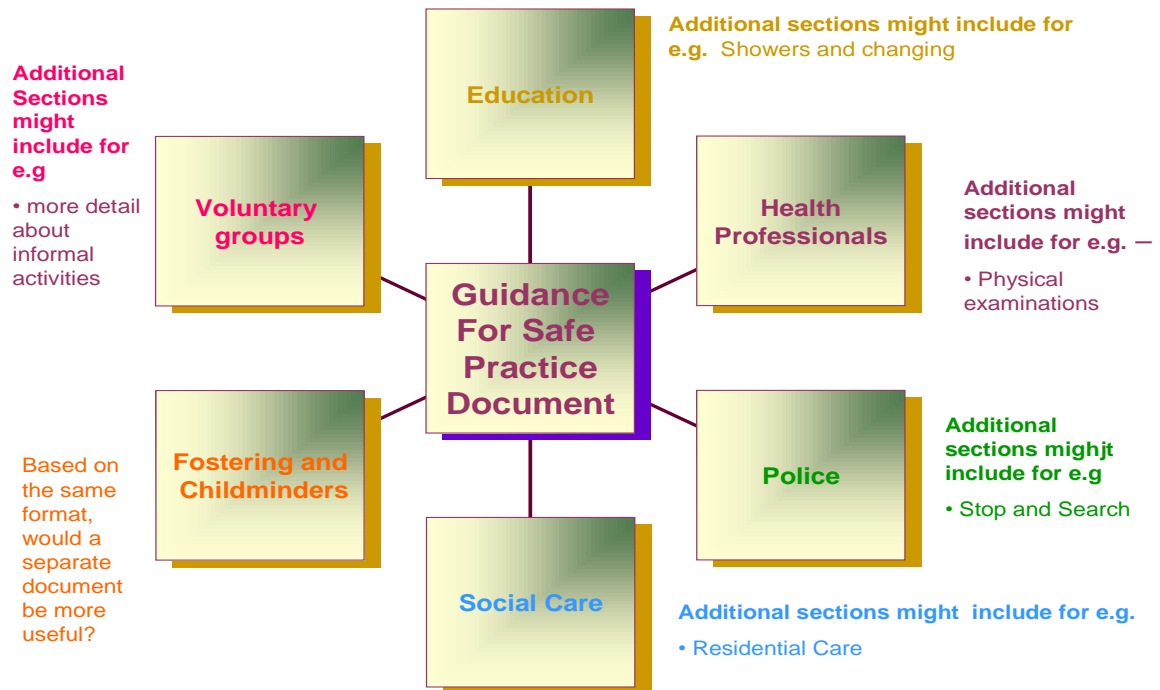 Additional sections might include for
e.g. Showers and changing
Education
Additional
Sections
might
include for
e.g
• more detail
about
informal
activities
Voluntary
groups
Health
Professionals
Additional
sections might
include for e.g. –
• Physical
examinations
Guidance
For Safe
Practice
Document
Based on
the same
format,
would a
separate
document
be more
useful?
Fostering and
Childminders
Police
Additional
sections mighjt
include for e.g
• Stop and Search
Social Care
Additional sections might include for e.g.
• Residential Care